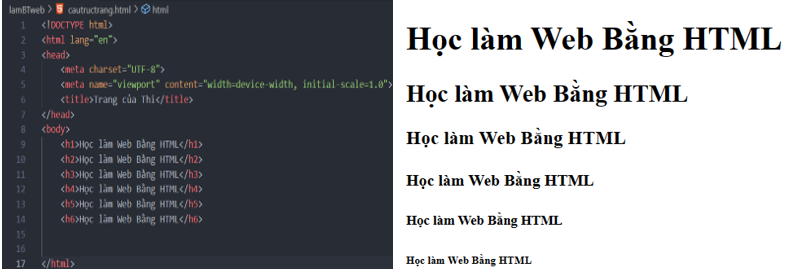 lamBTweb > cautructrang.html > html
1 <!DOCTYPE html>
2 <html lang="en">
3 <head>
4 <meta charset="UTF-8">
5 <meta name="viewport" content="width=device-width, initial-scale=1.0">
6 <title>Trang của Thi</title>
7 </head>
8 <body>
9 <h1>Học làm Web Bằng HTML</h1>
10 <h2>Học làm Web Bằng HTML</h2>
11 <h3>Học làm Web Bằng HTML</h3>
12 <h4>Học làm Web Bằng HTML</h4>
13 <h5>Học làm Web Bằng HTML</h5>
14 <h6>Học làm Web Bằng HTML</h6>
15
16
17 </html>
Học làm Web Bằng HTML
Học làm Web Bằng HTML
Học làm Web Bằng HTML
Học làm Web Bằng HTML
Học làm Web Bằng HTML
Học làm Web Bằng HTML